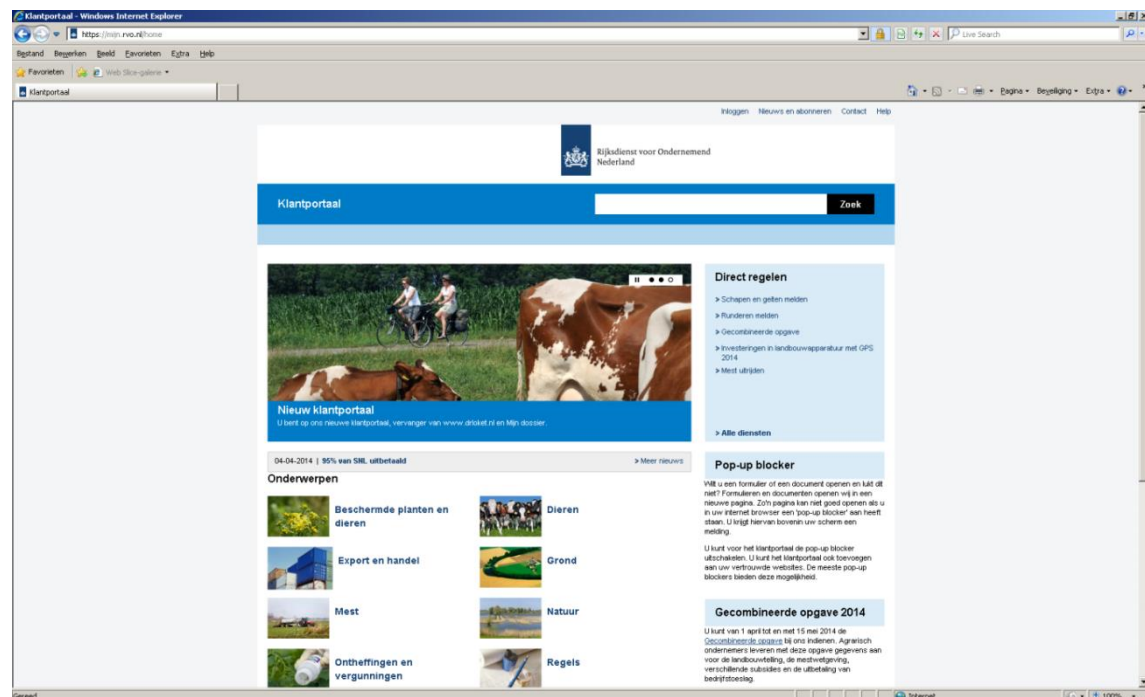 Klantportaal - Windows Internet Explorer
https://mijn.rvo.nl/home
Live Search
Bestand Bewerken Beeld Favorieten Extra Help
Favorieten Web Slice-galerie
Klantportaal
Pagina Beveiliging Extra
Inloggen Nieuws en abonneren Contact Help
Rijksdienst voor Ondernemend
Nederland
Klantportaal
Zoek
Nieuw klantportaal
U bent op ons nieuwe klantportaal, vervanger van www.drloket.nl en Mijn dossier.
Direct regelen
> Schapen en geiten melden
> Runderen melden
> Gecombineerde opgave
> Investeringen in landbouwapparatuur met GPS
2014
> Mest uitrijden
> Alle diensten
04-04-2014 | 95% van SNL uitbetaald
> Meer nieuws
Onderwerpen
Beschermde planten en
dieren
Dieren
Export en handel
Grond
Mest
Natuur
Ontheffingen en
vergunningen
Regels
Pop-up blocker
Wilt u een formulier of een document openen en lukt dit
niet? Formulieren en documenten openen wij in een
nieuwe pagina. Zo'n pagina kan niet goed openen als u
in uw internet browser een 'pop-up blocker' aan heeft
staan. U krijgt hiervan bovenin uw scherm een
melding.
U kunt voor het klantportaal de pop-up blocker
uitschakelen. U kunt het klantportaal ook toevoegen
aan uw vertrouwde websites. De meeste pop-up
blockers bieden deze mogelijkheid.
Gecombineerde opgave 2014
U kunt van 1 april tot en met 15 mei 2014 de
Gecombineerde opgave bij ons indienen. Agrarisch
ondernemers leveren met deze opgave gegevens aan
voor de landbouwtelling, de mestwetgeving,
verschillende subsidies en de uitbetaling van
bedrijfstoeslag.
Gereed
Internet
100%